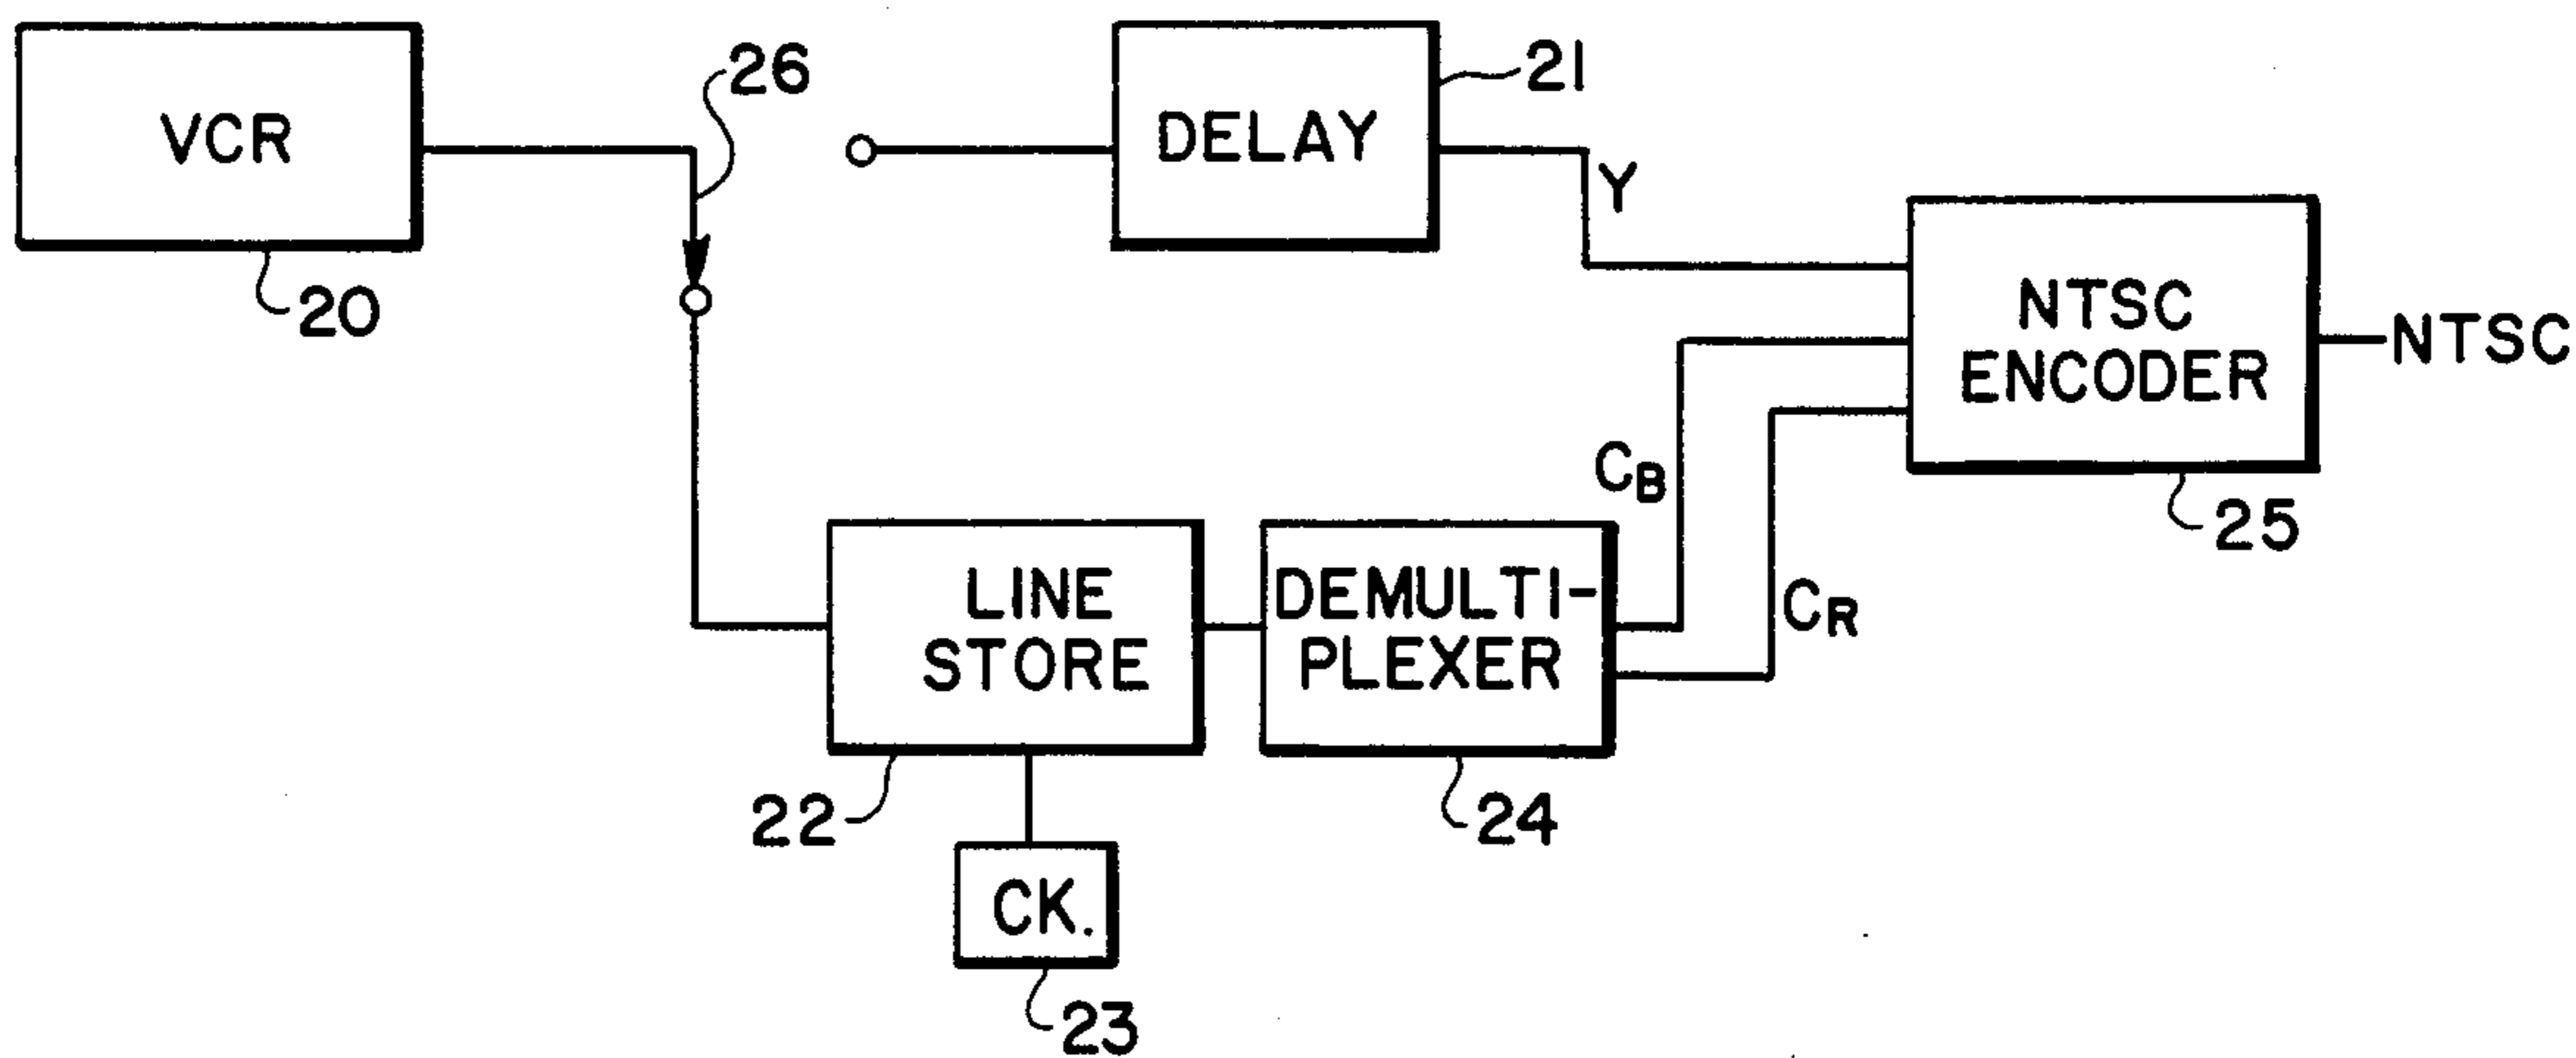 VCR
20
26
DELAY
21
Y
NTSC
ENCODER
25
NTSC
CB
CR
LINE
STORE
22
DEMULTI-
PLEXER
24
CK.
23